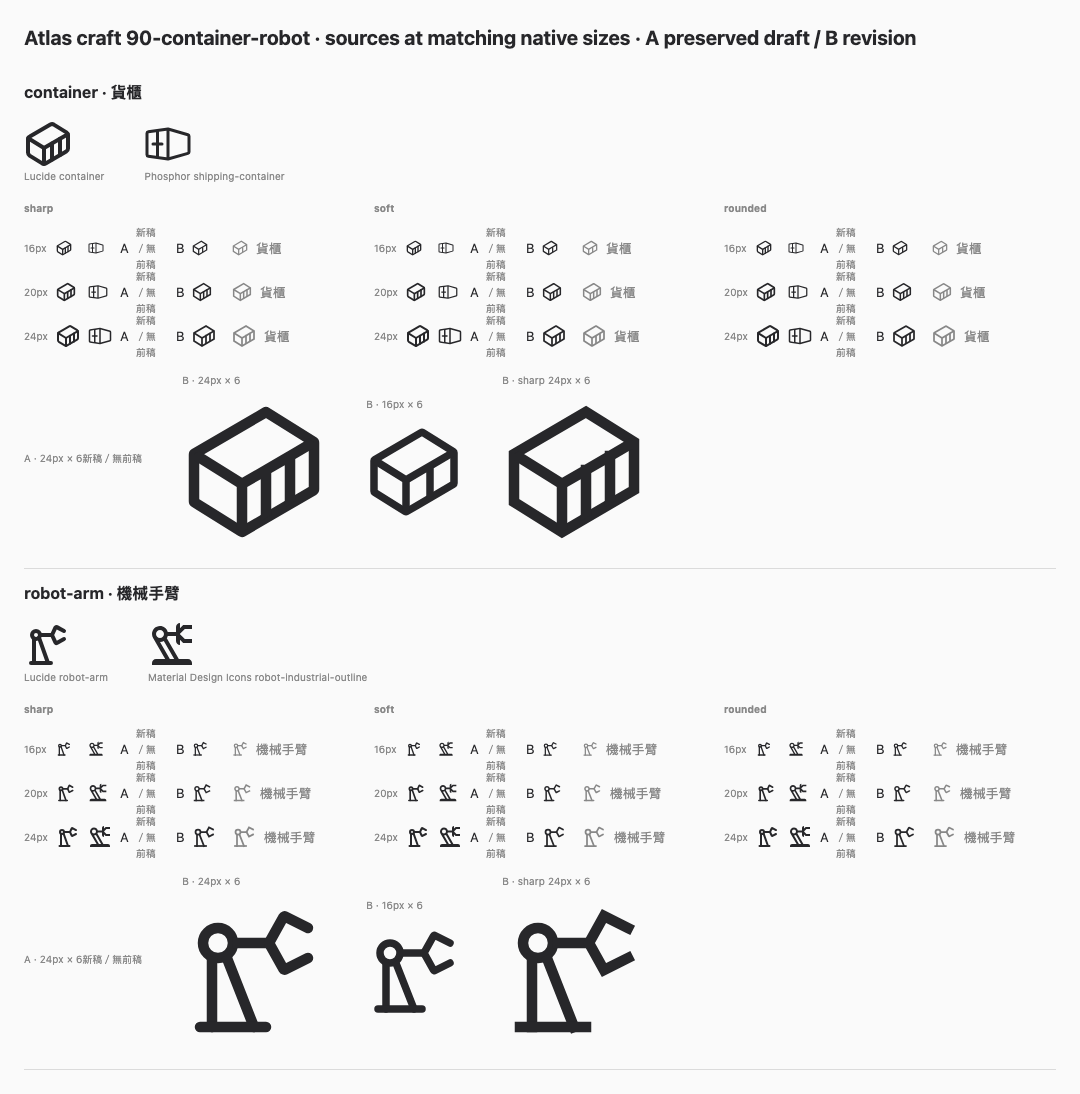 Atlas craft 90-container-robot · sources at matching native sizes · A preserved draft / B revision
container · 貨櫃
Lucide container
Phosphor shipping-container
sharp
soft
rounded
16px A 新稿 / 無前稿 B 貨櫃
16px A 新稿 / 無前稿 B 貨櫃
16px A 新稿 / 無前稿 B 貨櫃
20px A 新稿 / 無前稿 B 貨櫃
20px A 新稿 / 無前稿 B 貨櫃
20px A 新稿 / 無前稿 B 貨櫃
24px A 新稿 / 無前稿 B 貨櫃
24px A 新稿 / 無前稿 B 貨櫃
24px A 新稿 / 無前稿 B 貨櫃
A · 24px × 6新稿 / 無前稿
B · 24px × 6
B · 16px × 6
B · sharp 24px × 6
robot-arm · 機械手臂
Lucide robot-arm
Material Design Icons robot-industrial-outline
sharp
soft
rounded
16px A 新稿 / 無前稿 B 機械手臂
16px A 新稿 / 無前稿 B 機械手臂
16px A 新稿 / 無前稿 B 機械手臂
20px A 新稿 / 無前稿 B 機械手臂
20px A 新稿 / 無前稿 B 機械手臂
20px A 新稿 / 無前稿 B 機械手臂
24px A 新稿 / 無前稿 B 機械手臂
24px A 新稿 / 無前稿 B 機械手臂
24px A 新稿 / 無前稿 B 機械手臂
A · 24px × 6新稿 / 無前稿
B · 24px × 6
B · 16px × 6
B · sharp 24px × 6